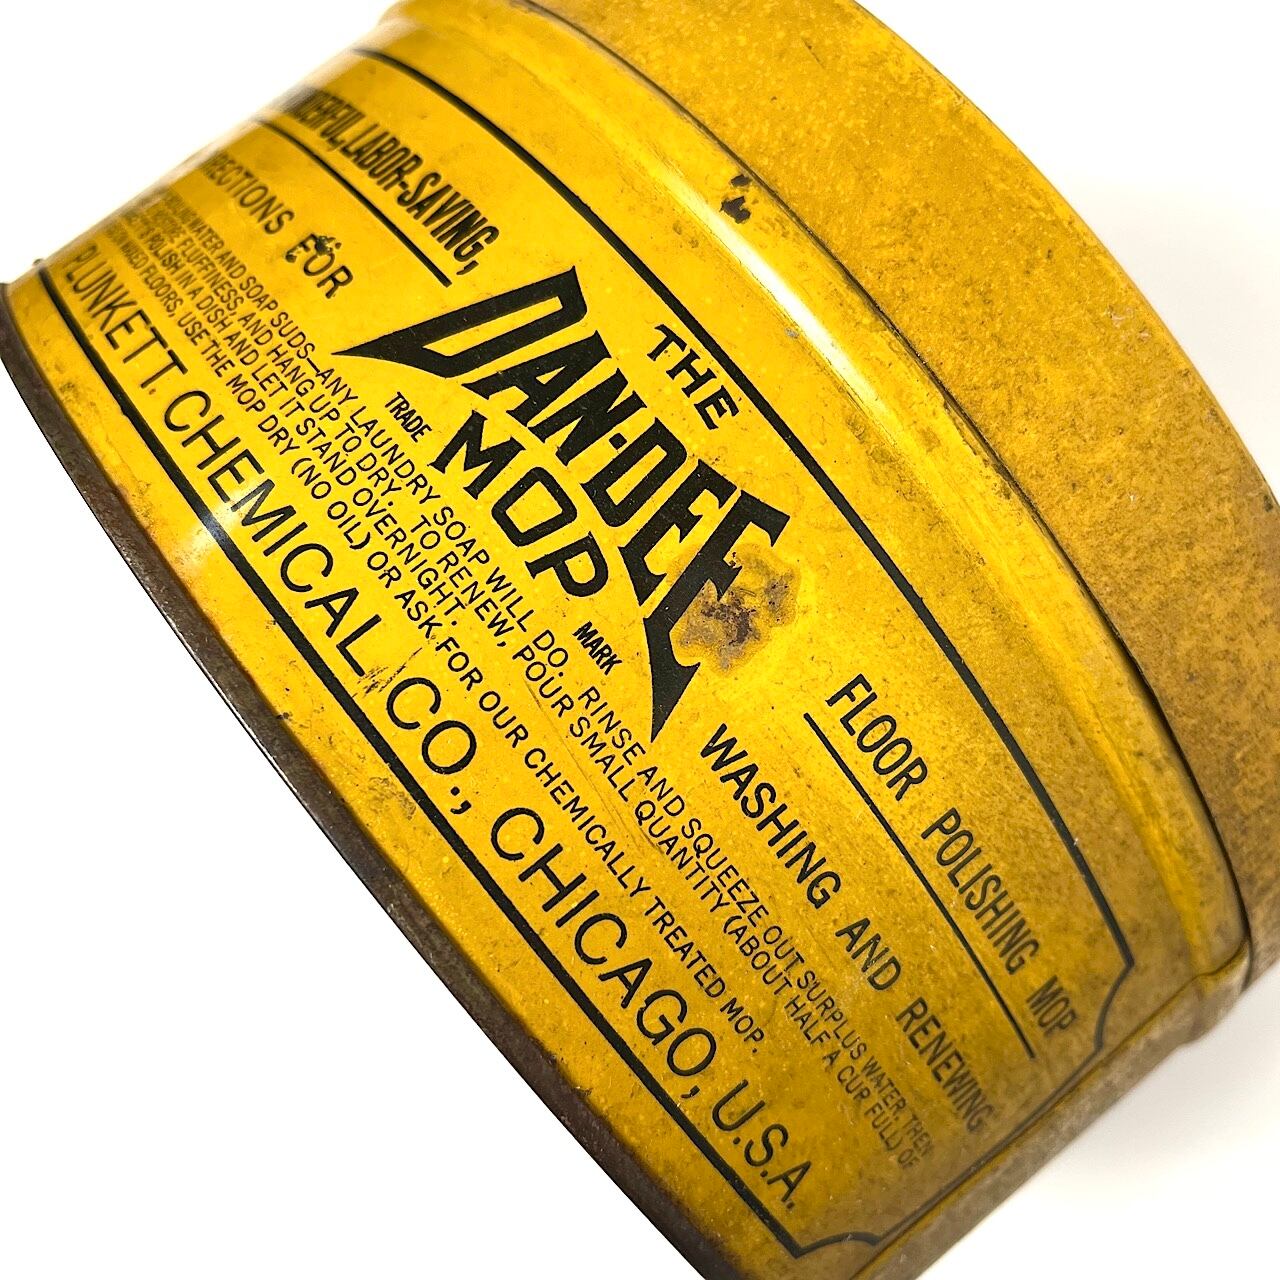 THE
LABOR-SAVING, DAN-DEE FLOOR POLISHING MOP
FOR MOP WASHING AND RENEWING
TRADE MARK
WATER AND SOAP SUDS—ANY LAUNDRY SOAP WILL DO. RINSE AND SQUEEZE OUT SURPLUS WATER, THEN
FLUFFINESS, AND HANG UP TO DRY. TO RENEW, POUR SMALL QUANTITY (ABOUT HALF A CUP FULL) OF
POLISH IN A DISH AND LET IT STAND OVERNIGHT.
FLOORS, USE THE MOP DRY (NO OIL) OR ASK FOR OUR CHEMICALLY TREATED MOP.
PLUNKETT CHEMICAL CO., CHICAGO, U.S.A.